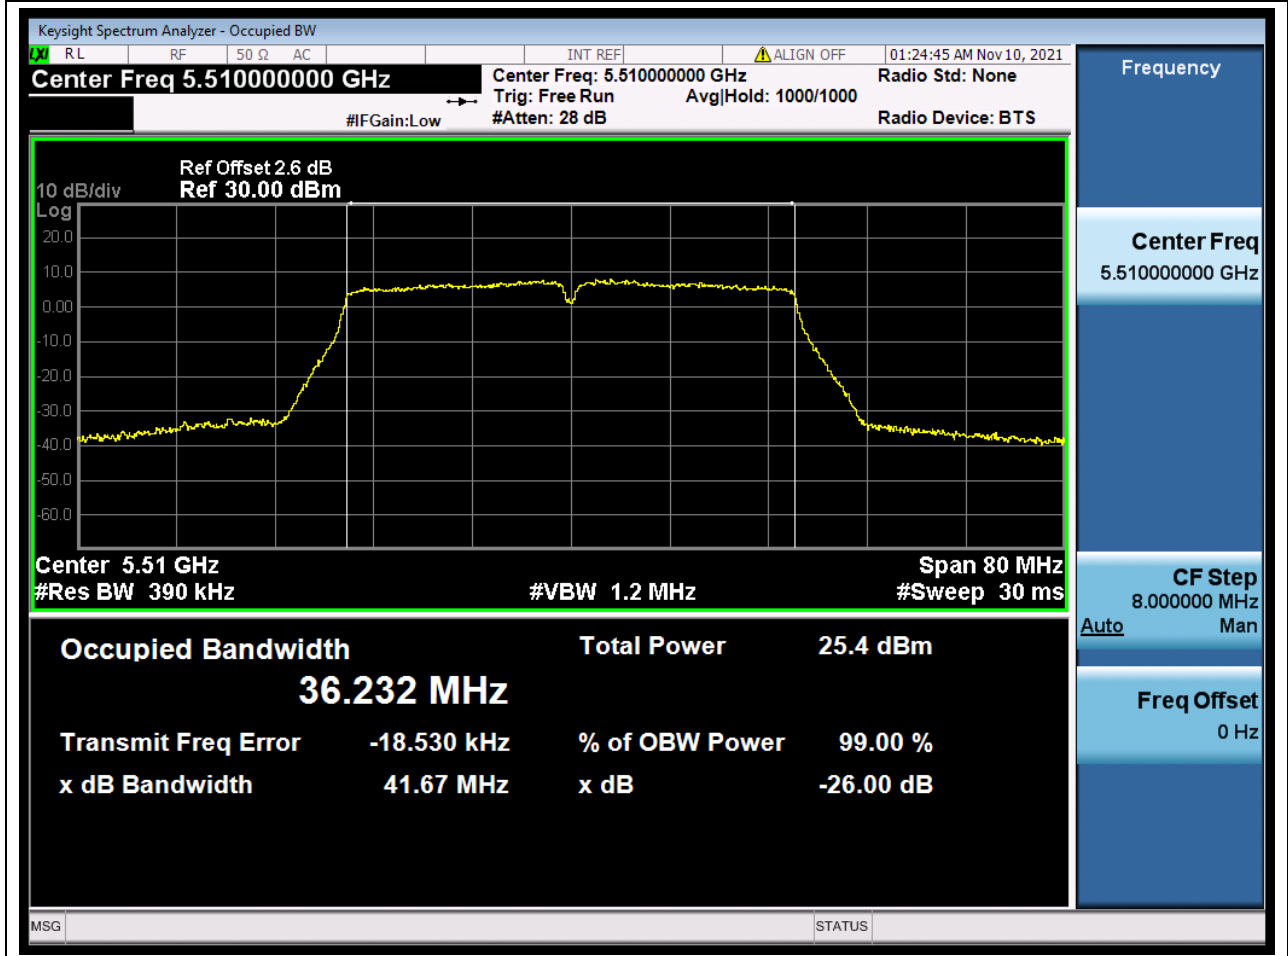 Keysight Spectrum Analyzer - Occupied BW
LXI RL RF 50 Ω AC INT REF ALIGN OFF 01:24:45 AM Nov 10, 2021
Center Freq 5.510000000 GHz
Center Freq: 5.510000000 GHz Radio Std: None
Trig: Free Run Avg|Hold: 1000/1000
#IFGain:Low #Atten: 28 dB Radio Device: BTS
Ref Offset 2.6 dB
10 dB/div Ref 30.00 dBm
Log
20.0
10.0
0.00
-10.0
-20.0
-30.0
-40.0
-50.0
-60.0
Center 5.51 GHz Span 80 MHz
#Res BW 390 kHz #VBW 1.2 MHz #Sweep 30 ms
Occupied Bandwidth Total Power 25.4 dBm
36.232 MHz
Transmit Freq Error -18.530 kHz % of OBW Power 99.00 %
x dB Bandwidth 41.67 MHz x dB -26.00 dB
Frequency
Center Freq
5.510000000 GHz
CF Step
8.000000 MHz
Auto Man
Freq Offset
0 Hz
MSG STATUS